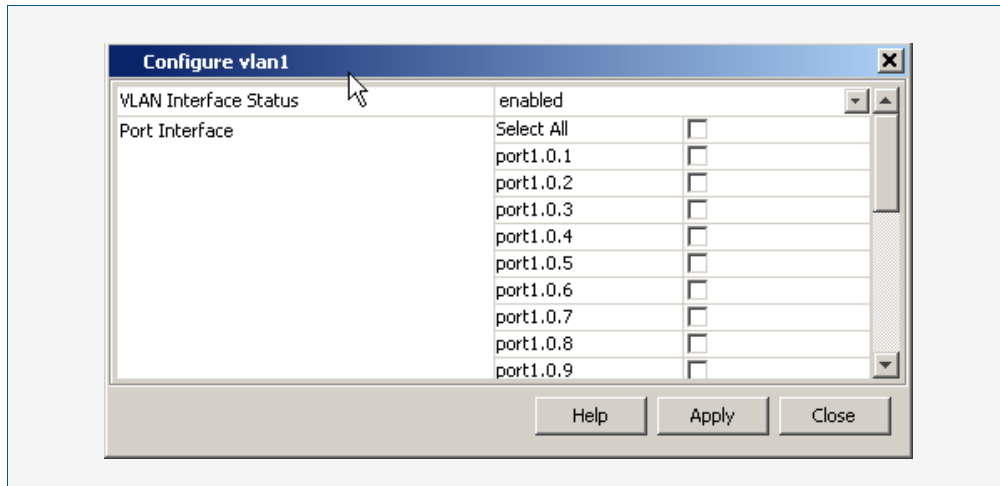 Configure vlan1
VLAN Interface Status enabled
Port Interface Select All
port1.0.1
port1.0.2
port1.0.3
port1.0.4
port1.0.5
port1.0.6
port1.0.7
port1.0.8
port1.0.9
Help Apply Close